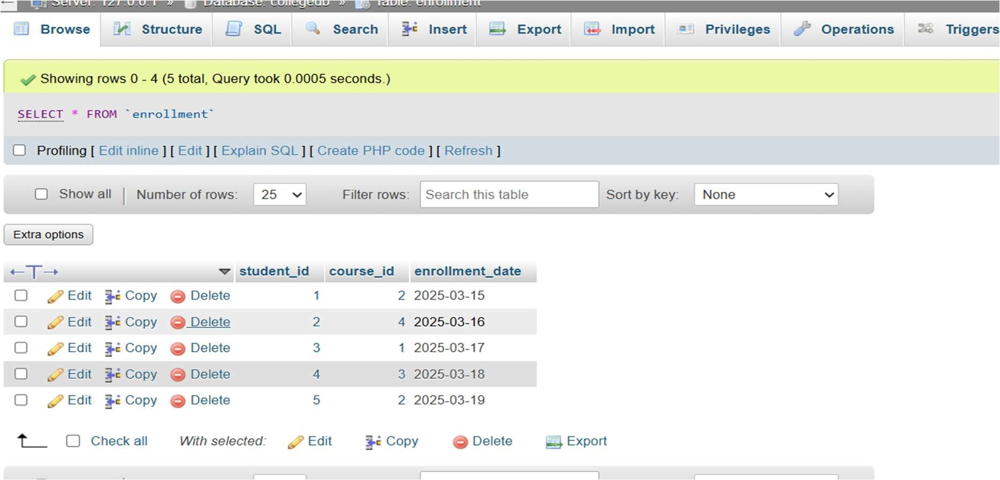 Server: 127.0.0.1 » Database: collegedb » Table: enrollment
Browse Structure SQL Search Insert Export Import Privileges Operations Triggers
Showing rows 0 - 4 (5 total, Query took 0.0005 seconds.)
SELECT * FROM `enrollment`
Profiling [ Edit inline ] [ Edit ] [ Explain SQL ] [ Create PHP code ] [ Refresh ]
Show all | Number of rows: 25 Filter rows: Search this table Sort by key: None
Extra options
←T→ student_id course_id enrollment_date
Edit Copy Delete 1 2 2025-03-15
Edit Copy Delete 2 4 2025-03-16
Edit Copy Delete 3 1 2025-03-17
Edit Copy Delete 4 3 2025-03-18
Edit Copy Delete 5 2 2025-03-19
Check all With selected: Edit Copy Delete Export